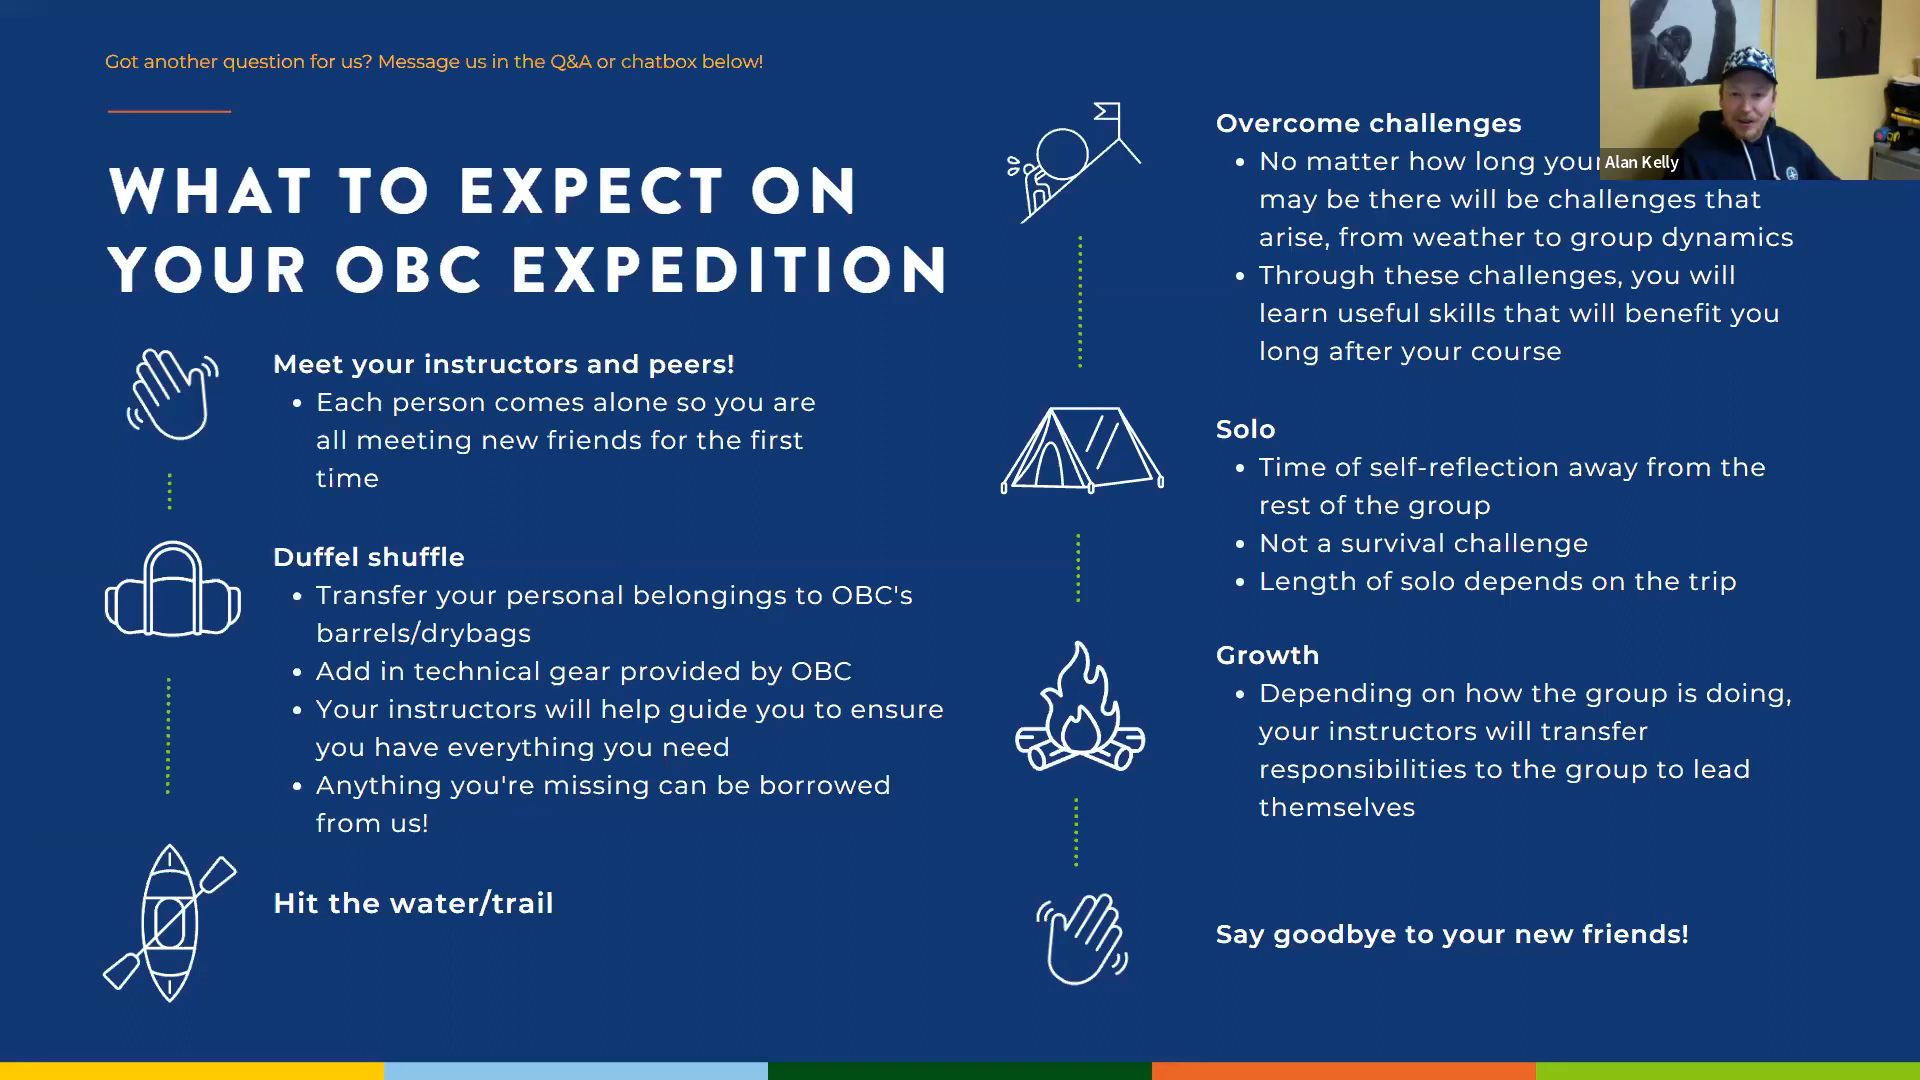 Got another question for us? Message us in the Q&A or chatbox below!
WHAT TO EXPECT ON
YOUR OBC EXPEDITION
Meet your instructors and peers!
• Each person comes alone so you are
all meeting new friends for the first
time
Duffel shuffle
• Transfer your personal belongings to OBC's
barrels/drybags
• Add in technical gear provided by OBC
• Your instructors will help guide you to ensure
you have everything you need
• Anything you're missing can be borrowed
from us!
Hit the water/trail
Overcome challenges
• No matter how long your
may be there will be challenges that
arise, from weather to group dynamics
• Through these challenges, you will
learn useful skills that will benefit you
long after your course
Solo
• Time of self-reflection away from the
rest of the group
• Not a survival challenge
• Length of solo depends on the trip
Growth
• Depending on how the group is doing,
your instructors will transfer
responsibilities to the group to lead
themselves
Say goodbye to your new friends!
Alan Kelly